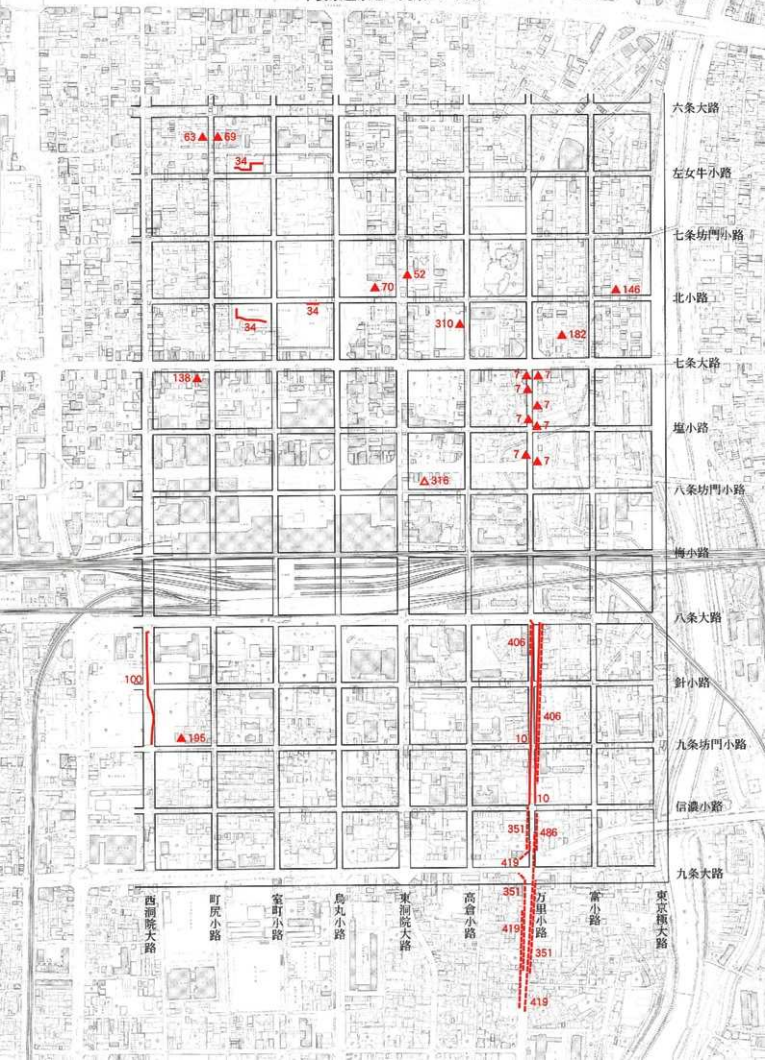 六条大路
63 69
34
左女牛小路
七条坊門小路
52
70
146
北小路
34
34
310
182
七条大路
138
7 7
7
7
7 7
塩小路
7 7
316
八条坊門小路
梅小路
八条大路
406
100
針小路
406
195
10
九条坊門小路
10
信濃小路
351 486
419
九条大路
351
西洞院大路
町尻小路
室町小路
烏丸小路
東洞院大路
高倉小路
万里小路
富小路
東京極大路
419
351
419